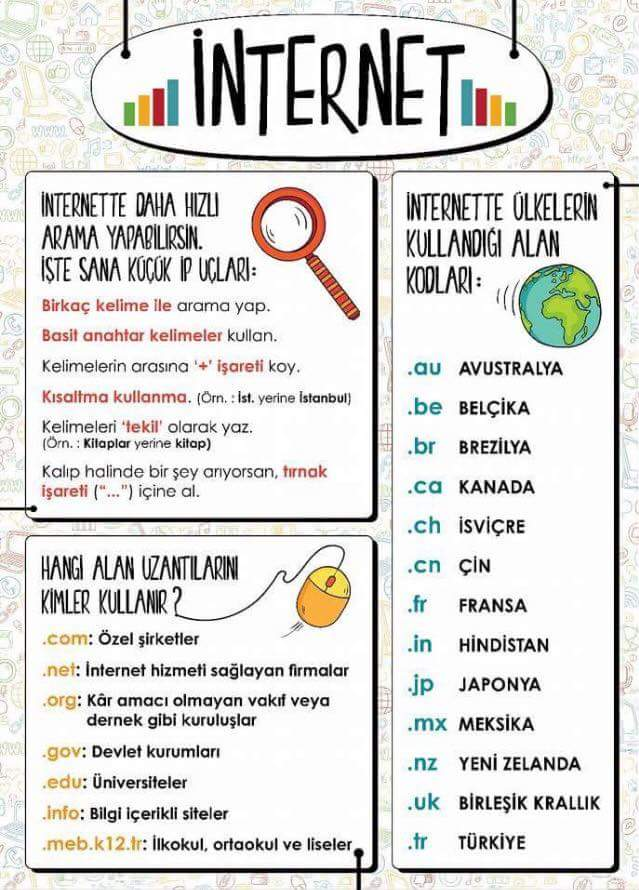 İNTERNET
İNTERNETTE DAHA HIZLI
ARAMA YAPABİLİRSİN.
İŞTE SANA KÜÇÜK İP UÇLARI:
Birkaç kelime ile arama yap.
Basit anahtar kelimeler kullan.
Kelimelerin arasına ‘+’ işareti koy.
Kısaltma kullanma. (Örn. : İst. yerine İstanbul)
Kelimeleri ‘tekil’ olarak yaz.
(Örn. : Kitaplar yerine kitap)
Kalıp halinde bir şey arıyorsan, tırnak
işareti (“...”) içine al.
HANGİ ALAN UZANTILARINI
KİMLER KULLANIR?
.com: Özel şirketler
.net: İnternet hizmeti sağlayan firmalar
.org: Kâr amacı olmayan vakıf veya
dernek gibi kuruluşlar
.gov: Devlet kurumları
.edu: Üniversiteler
.info: Bilgi içerikli siteler
.meb.k12.tr: İlkokul, ortaokul ve liseler
İNTERNETTE ÜLKELERİN
KULLANDIĞI ALAN
KODLARI:
.au AVUSTRALYA
.be BELÇİKA
.br BREZİLYA
.ca KANADA
.ch İSVİÇRE
.cn ÇİN
.fr FRANSA
.in HİNDİSTAN
.jp JAPONYA
.mx MEKSİKA
.nz YENİ ZELANDA
.uk BİRLEŞİK KRALLIK
.tr TÜRKİYE